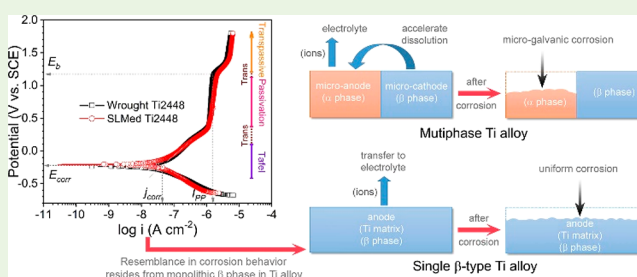 Potential (V vs. SCE)
2.0
1.5
1.0
0.5
0.0
-0.5
E_b
E_corr
Wrought Ti2448
SLMed Ti2448
j_corr
i_PP
Transpassive
Trans
Passivation
Trans
Tafel
-11 -10 -9 -8 -7 -6 -5 -4
log i (A cm⁻²)
Resemblance in corrosion behavior
resides from monolithic β phase in Ti alloy
electrolyte
(ions)
accelerate
dissolution
micro-anode
(α phase)
micro-cathode
(β phase)
after
corrosion
micro-galvanic corrosion
(α phase)
(β phase)
Mutiphase Ti alloy
transfer to
electrolyte
(ions)
anode
(Ti matrix)
(β phase)
after
corrosion
uniform corrosion
anode
(Ti matrix)
(β phase)
Single β-type Ti alloy